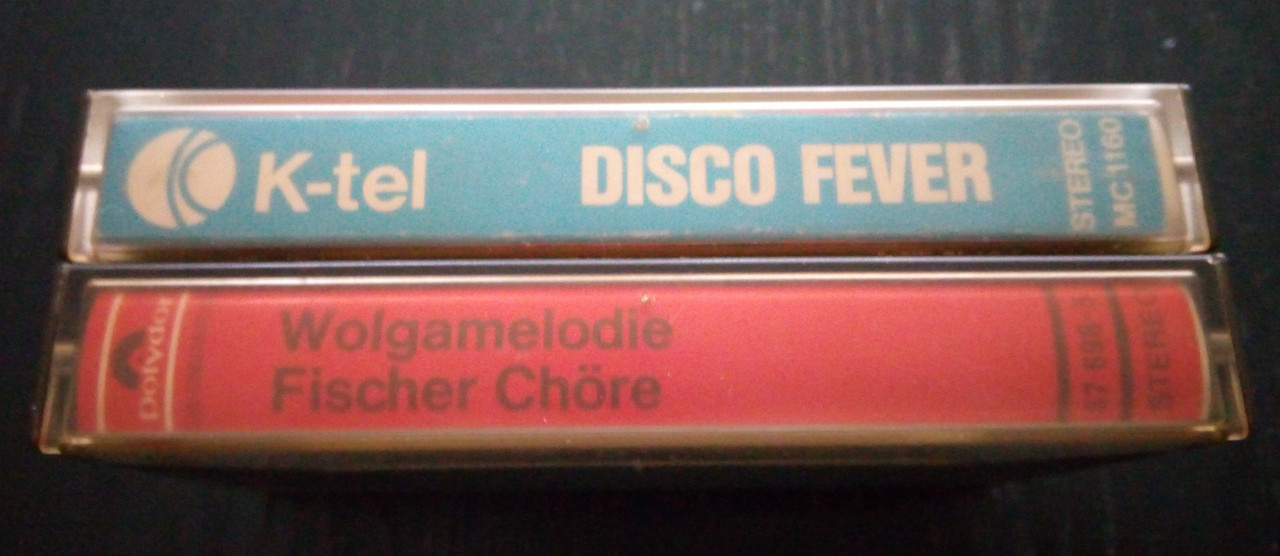 K-tel
DISCO FEVER
STEREO
MC 1160
polydor
Wolgamelodie
Fischer Chöre
STEREO